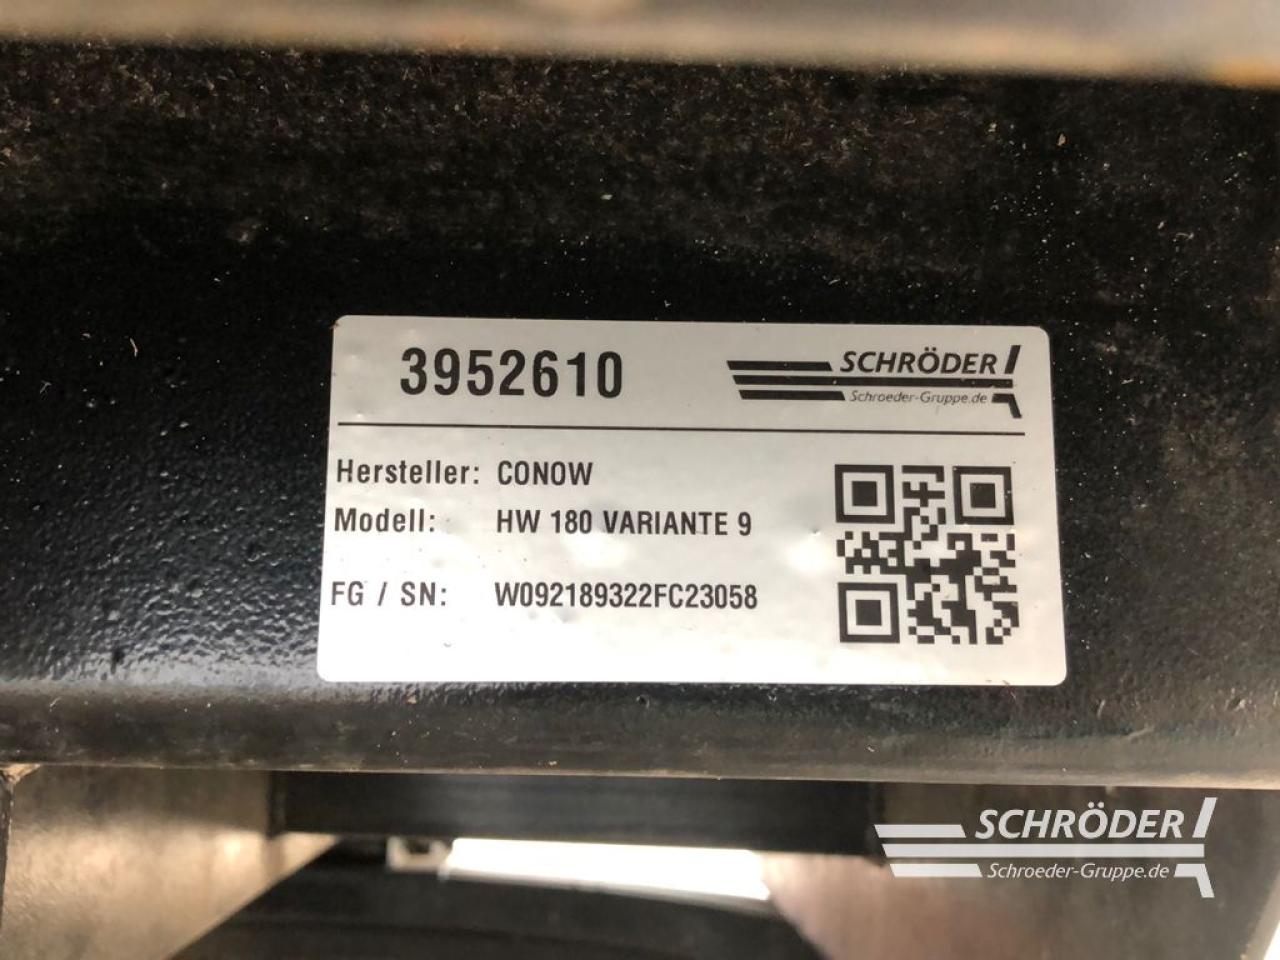 3952610
SCHRÖDER
Schroeder-Gruppe.de
Hersteller: CONOW
Modell: HW 180 VARIANTE 9
FG / SN: W092189322FC23058
SCHRÖDER
Schroeder-Gruppe.de